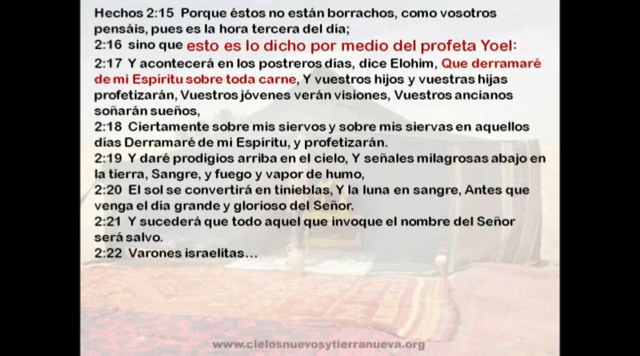 Hechos 2:15  Porque éstos no están borrachos, como vosotros
pensáis, pues es la hora tercera del día;
2:16  sino que esto es lo dicho por medio del profeta Yoel:
2:17  Y acontecerá en los postreros días, dice Elohim, Que derramaré
de mi Espíritu sobre toda carne, Y vuestros hijos y vuestras hijas
profetizarán, Vuestros jóvenes verán visiones, Vuestros ancianos
soñarán sueños,
2:18  Ciertamente sobre mis siervos y sobre mis siervas en aquellos
días Derramaré de mi Espíritu, y profetizarán.
2:19  Y daré prodigios arriba en el cielo, Y señales milagrosas abajo en
la tierra, Sangre, y fuego y vapor de humo,
2:20  El sol se convertirá en tinieblas, Y la luna en sangre, Antes que
venga el día grande y glorioso del Señor.
2:21  Y sucederá que todo aquel que invoque el nombre del Señor
será salvo.
2:22  Varones israelitas...
www.cielosnuevosytierranueva.org